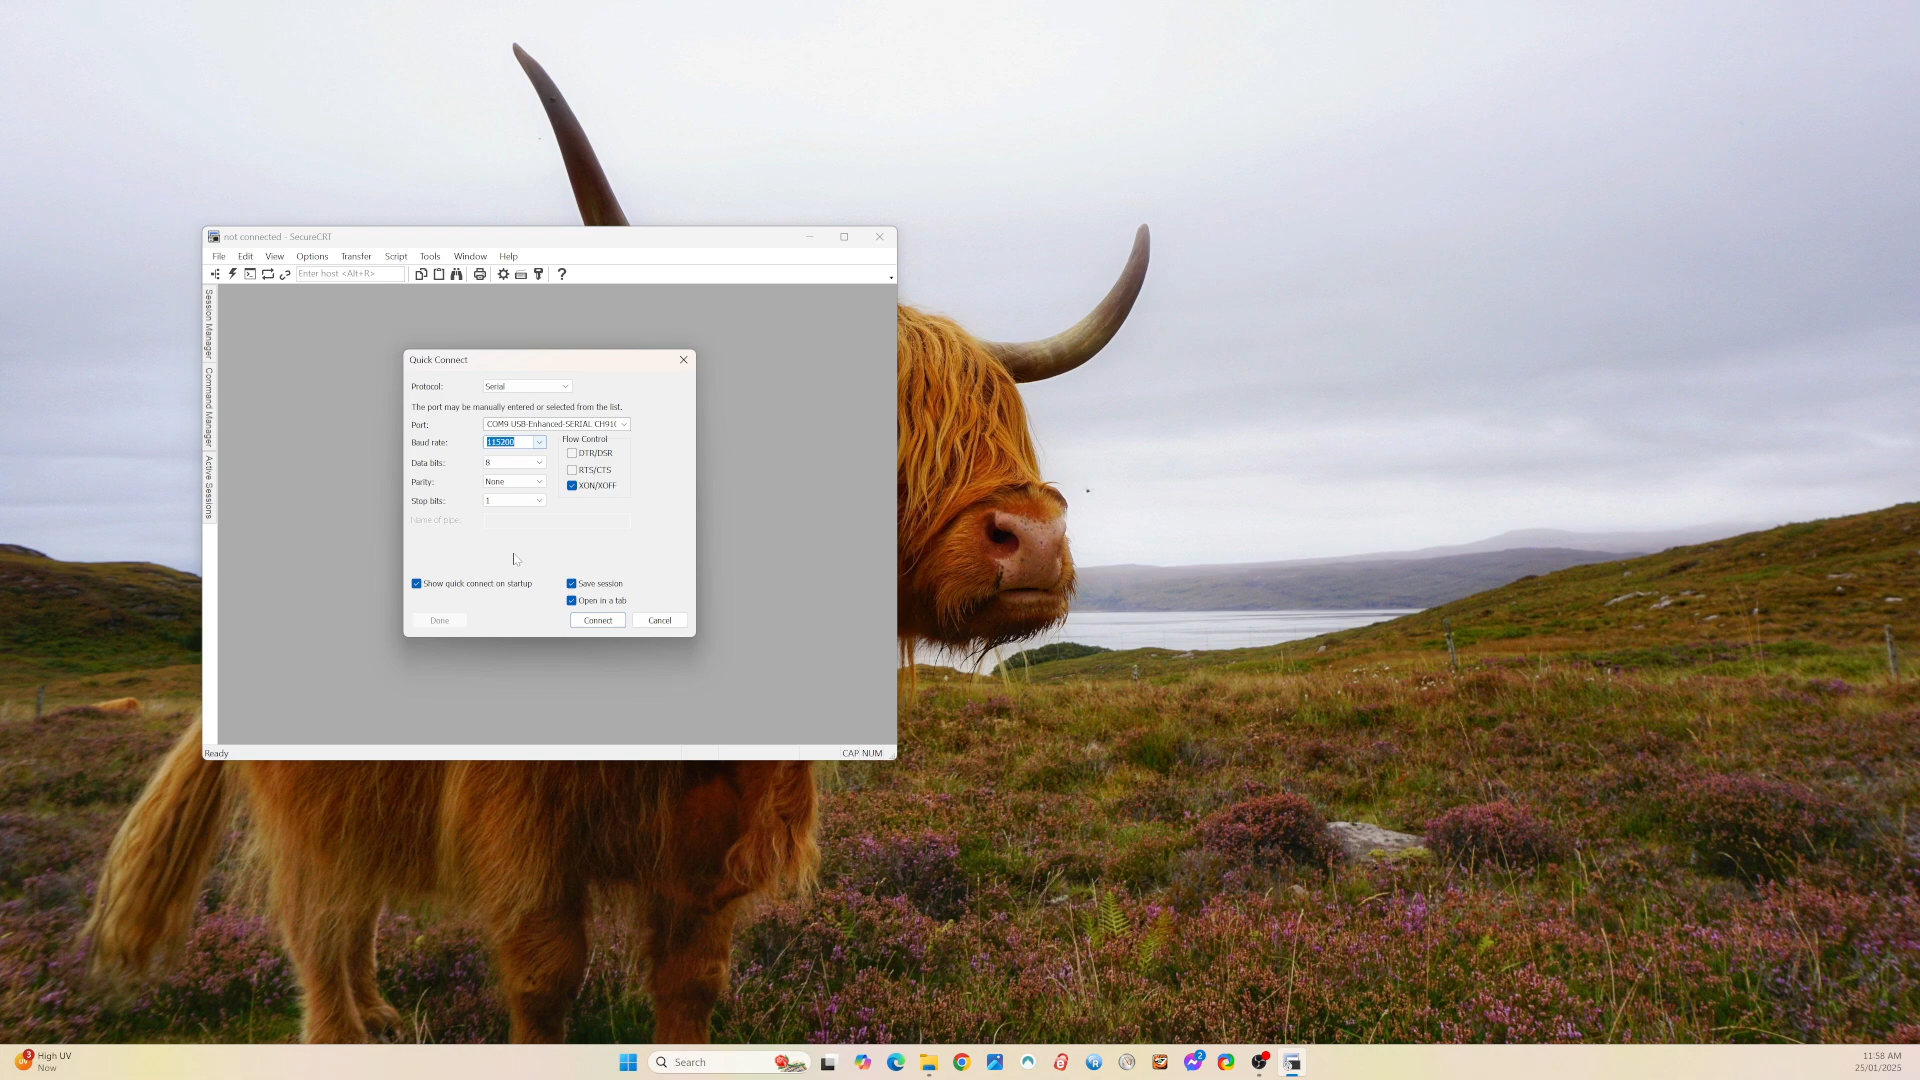 not connected - SecureCRT
File Edit View Options Transfer Script Tools Window Help
Enter host <Alt+R>
Session Manager
Command Manager
Active Sessions
Quick Connect
Protocol: Serial
The port may be manually entered or selected from the list.
Port: COM9 USB-Enhanced-SERIAL CH91(
Baud rate: 115200
Flow Control
DTR/DSR
Data bits: 8
RTS/CTS
Parity: None
XON/XOFF
Stop bits: 1
Name of pipe:
Show quick connect on startup
Save session
Open in a tab
Done Connect Cancel
Ready CAP NUM
3
UV
High UV
Now
Search
2
11:58 AM
25/01/2025